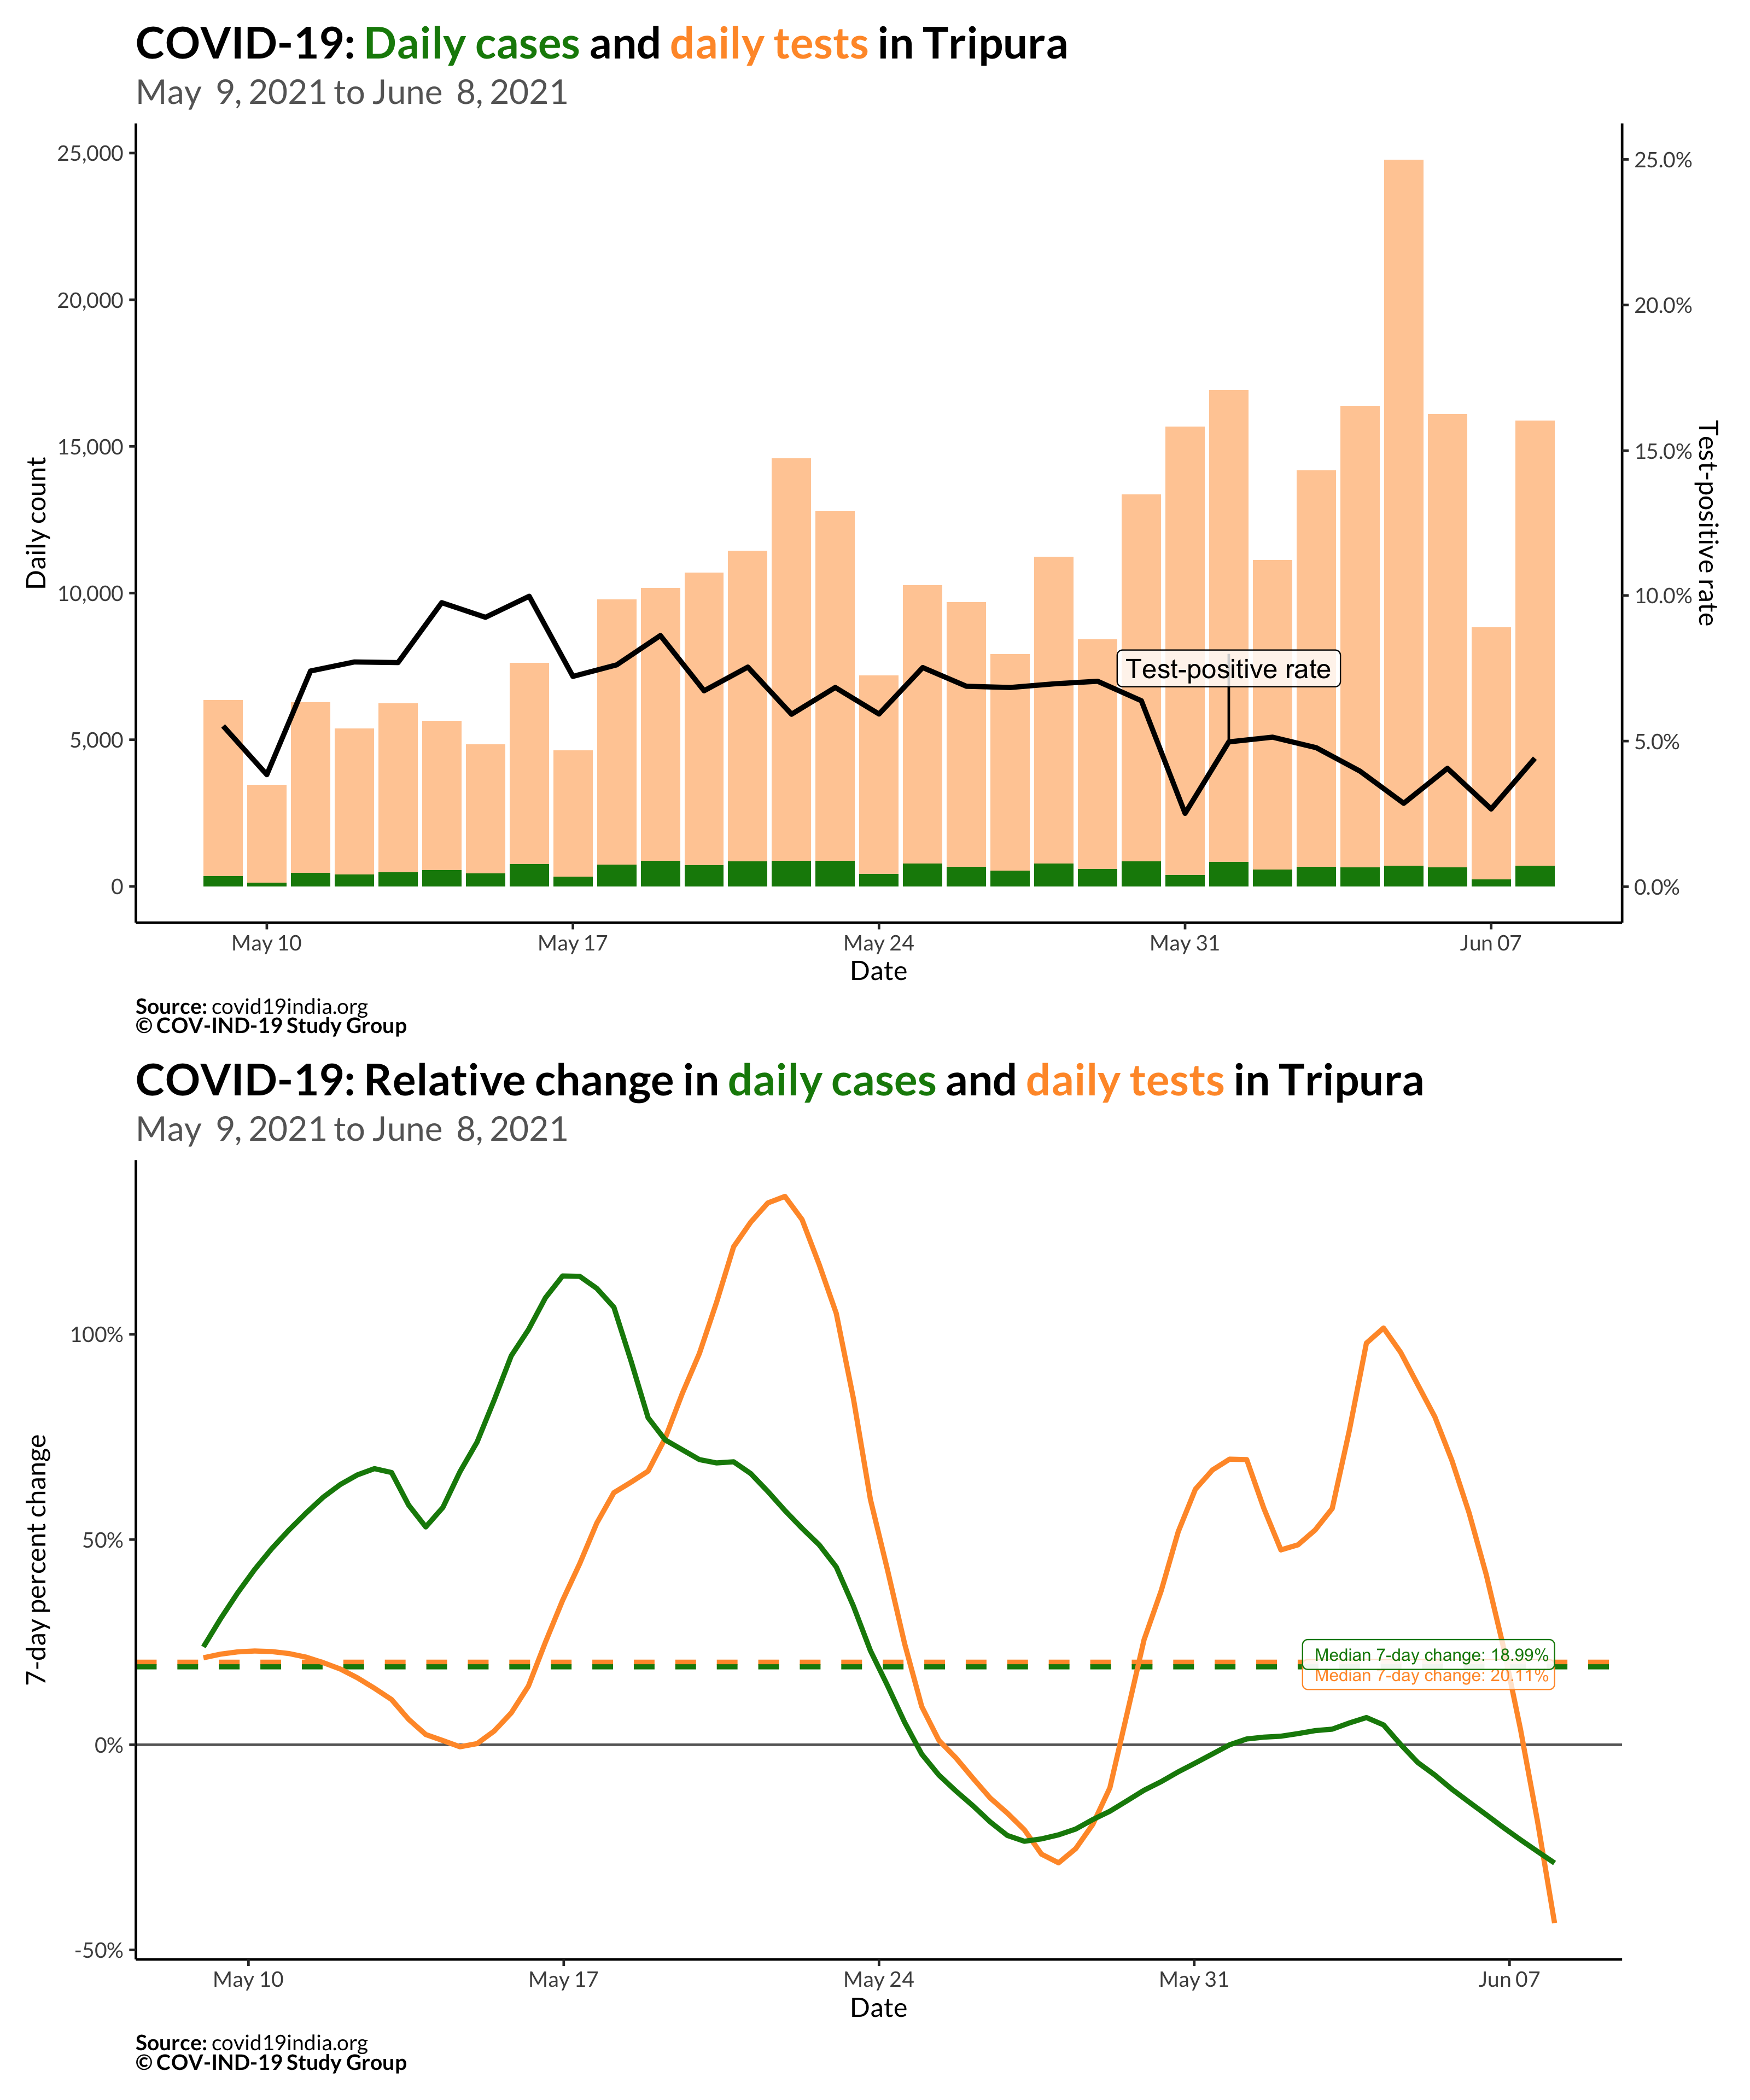 COVID-19: Daily cases and daily tests in Tripura
May 9, 2021 to June 8, 2021
25,000
20,000
15,000
10,000
5,000
0
Daily count
25.0%
20.0%
15.0%
10.0%
5.0%
0.0%
Test-positive rate
Test-positive rate
May 10
May 17
May 24
May 31
Jun 07
Date
Source: covid19india.org
© COV-IND-19 Study Group
COVID-19: Relative change in daily cases and daily tests in Tripura
May 9, 2021 to June 8, 2021
100%
50%
0%
-50%
7-day percent change
Median 7-day change: 18.99%
Median 7-day change: 20.11%
May 10
May 17
May 24
May 31
Jun 07
Date
Source: covid19india.org
© COV-IND-19 Study Group